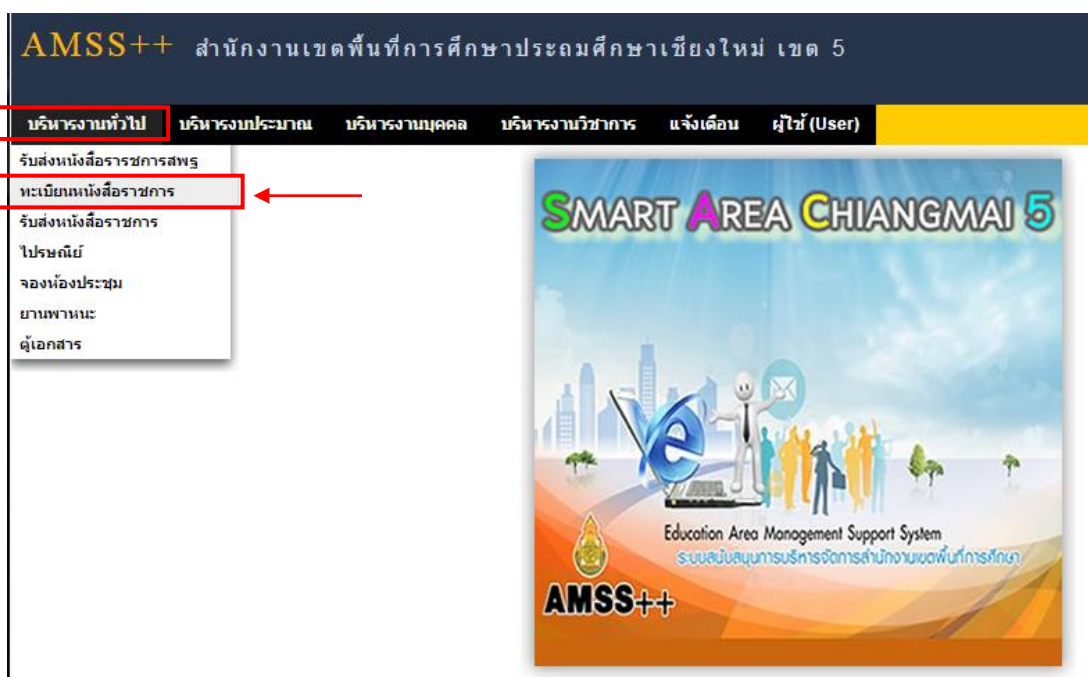 AMSS++ สำนักงานเขตพื้นที่การศึกษาประถมศึกษาเชียงใหม่ เขต 5
บริหารงานทั่วไป บริหารงบประมาณ บริหารงานบุคคล บริหารงานวิชาการ แจ้งเตือน ผู้ใช้ (User)
รับส่งหนังสือราชการสพฐ
ทะเบียนหนังสือราชการ
รับส่งหนังสือราชการ
ไปรษณีย์
จองห้องประชุม
ยานพาหนะ
ตู้เอกสาร
SMART AREA CHIANGMAI 5
Education Area Management Support System
ระบบสนับสนุนการบริหารจัดการสำนักงานเขตพื้นที่การศึกษา
AMSS++